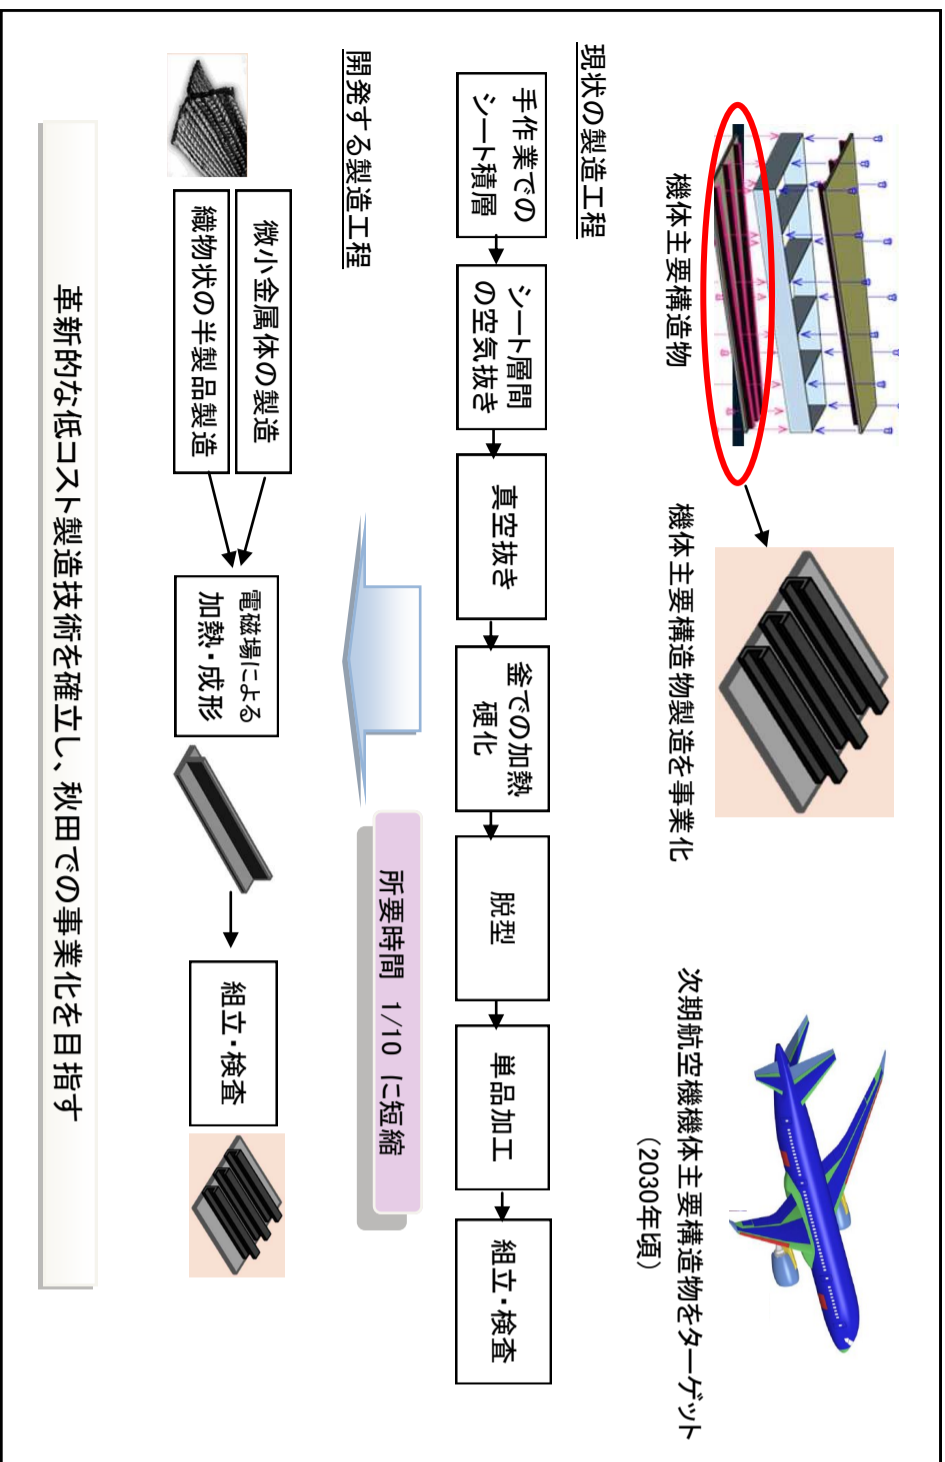 機体主要構造物
機体主要構造物製造を事業化
次期航空機機体主要構造物をターゲット
（2030年頃）
現状の製造工程
手作業での
シート積層
シート層間
の空気抜き
真空抜き
釜での加熱
硬化
脱型
単品加工
組立・検査
所要時間 1/10 に短縮
開発する製造工程
微小金属体の製造
織物状の半製品製造
電磁場による
加熱・成形
組立・検査
革新的な低コスト製造技術を確立し、秋田での事業化を目指す